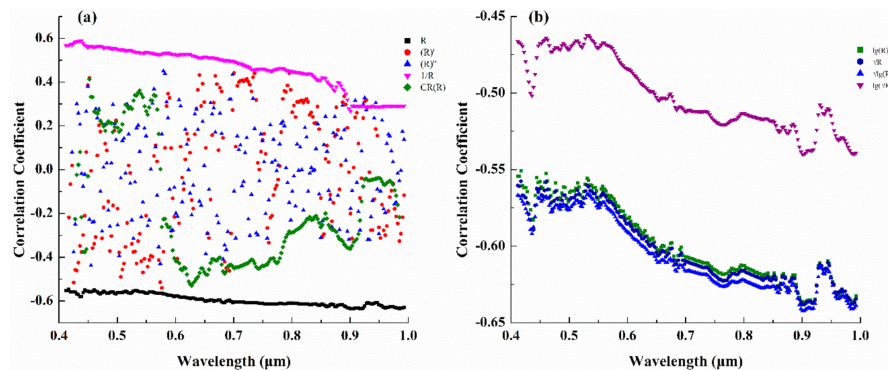 (a)
R
(R)'
(R)''
1/R
CR(R)
Correlation Coefficient
0.6
0.4
0.2
0.0
-0.2
-0.4
-0.6
0.4 0.5 0.6 0.7 0.8 0.9 1.0
Wavelength (μm)
(b)
lg(R)
√R
Correlation Coefficient
-0.45
-0.50
-0.55
-0.60
-0.65
0.4 0.5 0.6 0.7 0.8 0.9 1.0
Wavelength (μm)